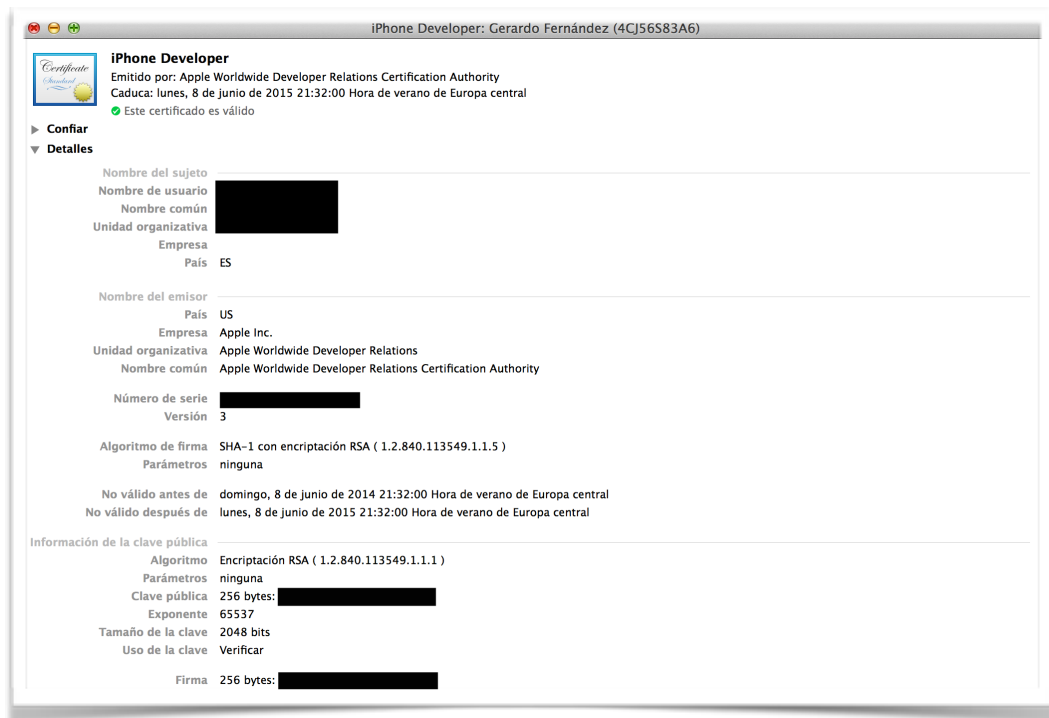 iPhone Developer: Gerardo Fernández (4CJ56S83A6)
Certificate
Standard
iPhone Developer
Emitido por: Apple Worldwide Developer Relations Certification Authority
Caduca: lunes, 8 de junio de 2015 21:32:00 Hora de verano de Europa central
Este certificado es válido
Confiar
Detalles
Nombre del sujeto
Nombre de usuario
Nombre común
Unidad organizativa
Empresa
País ES
Nombre del emisor
País US
Empresa Apple Inc.
Unidad organizativa Apple Worldwide Developer Relations
Nombre común Apple Worldwide Developer Relations Certification Authority
Número de serie
Versión 3
Algoritmo de firma SHA-1 con encriptación RSA ( 1.2.840.113549.1.1.5 )
Parámetros ninguna
No válido antes de domingo, 8 de junio de 2014 21:32:00 Hora de verano de Europa central
No válido después de lunes, 8 de junio de 2015 21:32:00 Hora de verano de Europa central
Información de la clave pública
Algoritmo Encriptación RSA ( 1.2.840.113549.1.1.1 )
Parámetros ninguna
Clave pública 256 bytes:
Exponente 65537
Tamaño de la clave 2048 bits
Uso de la clave Verificar
Firma 256 bytes: